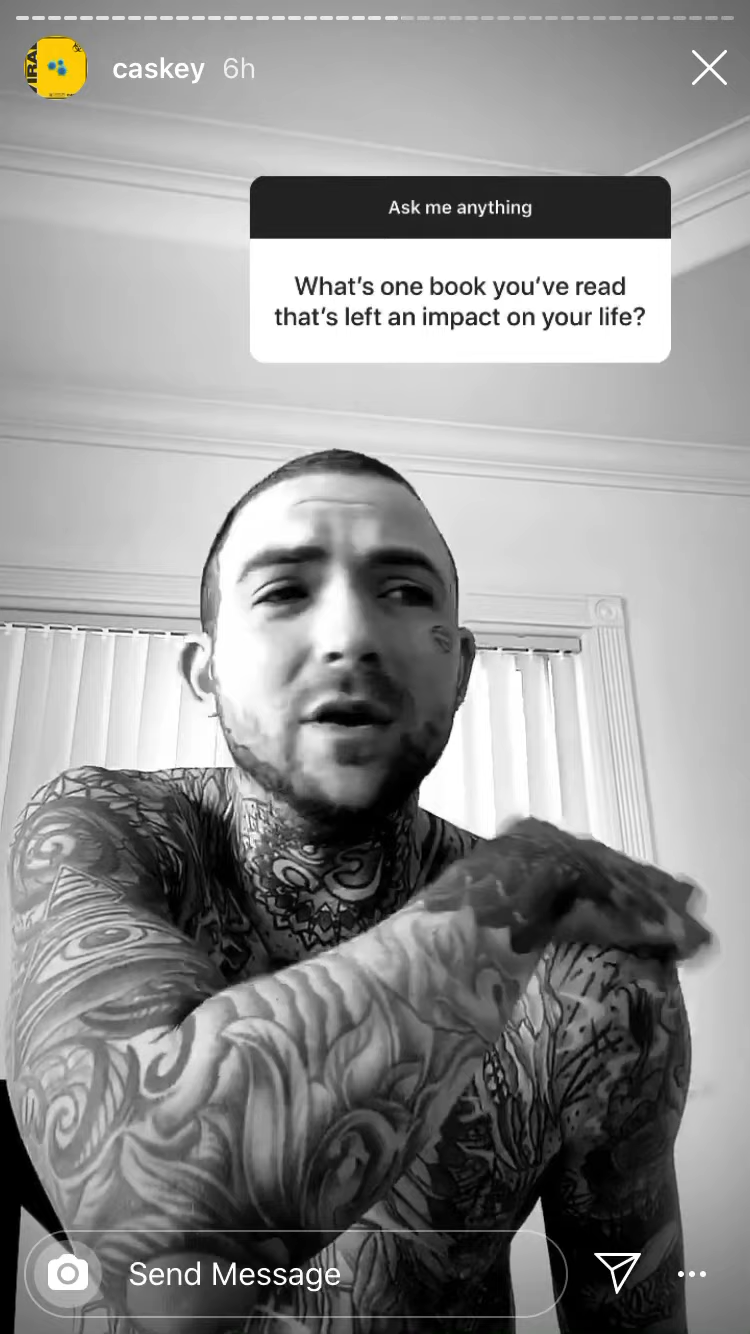 VIRAL
caskey 6h
Ask me anything
What's one book you've read
that's left an impact on your life?
Send Message